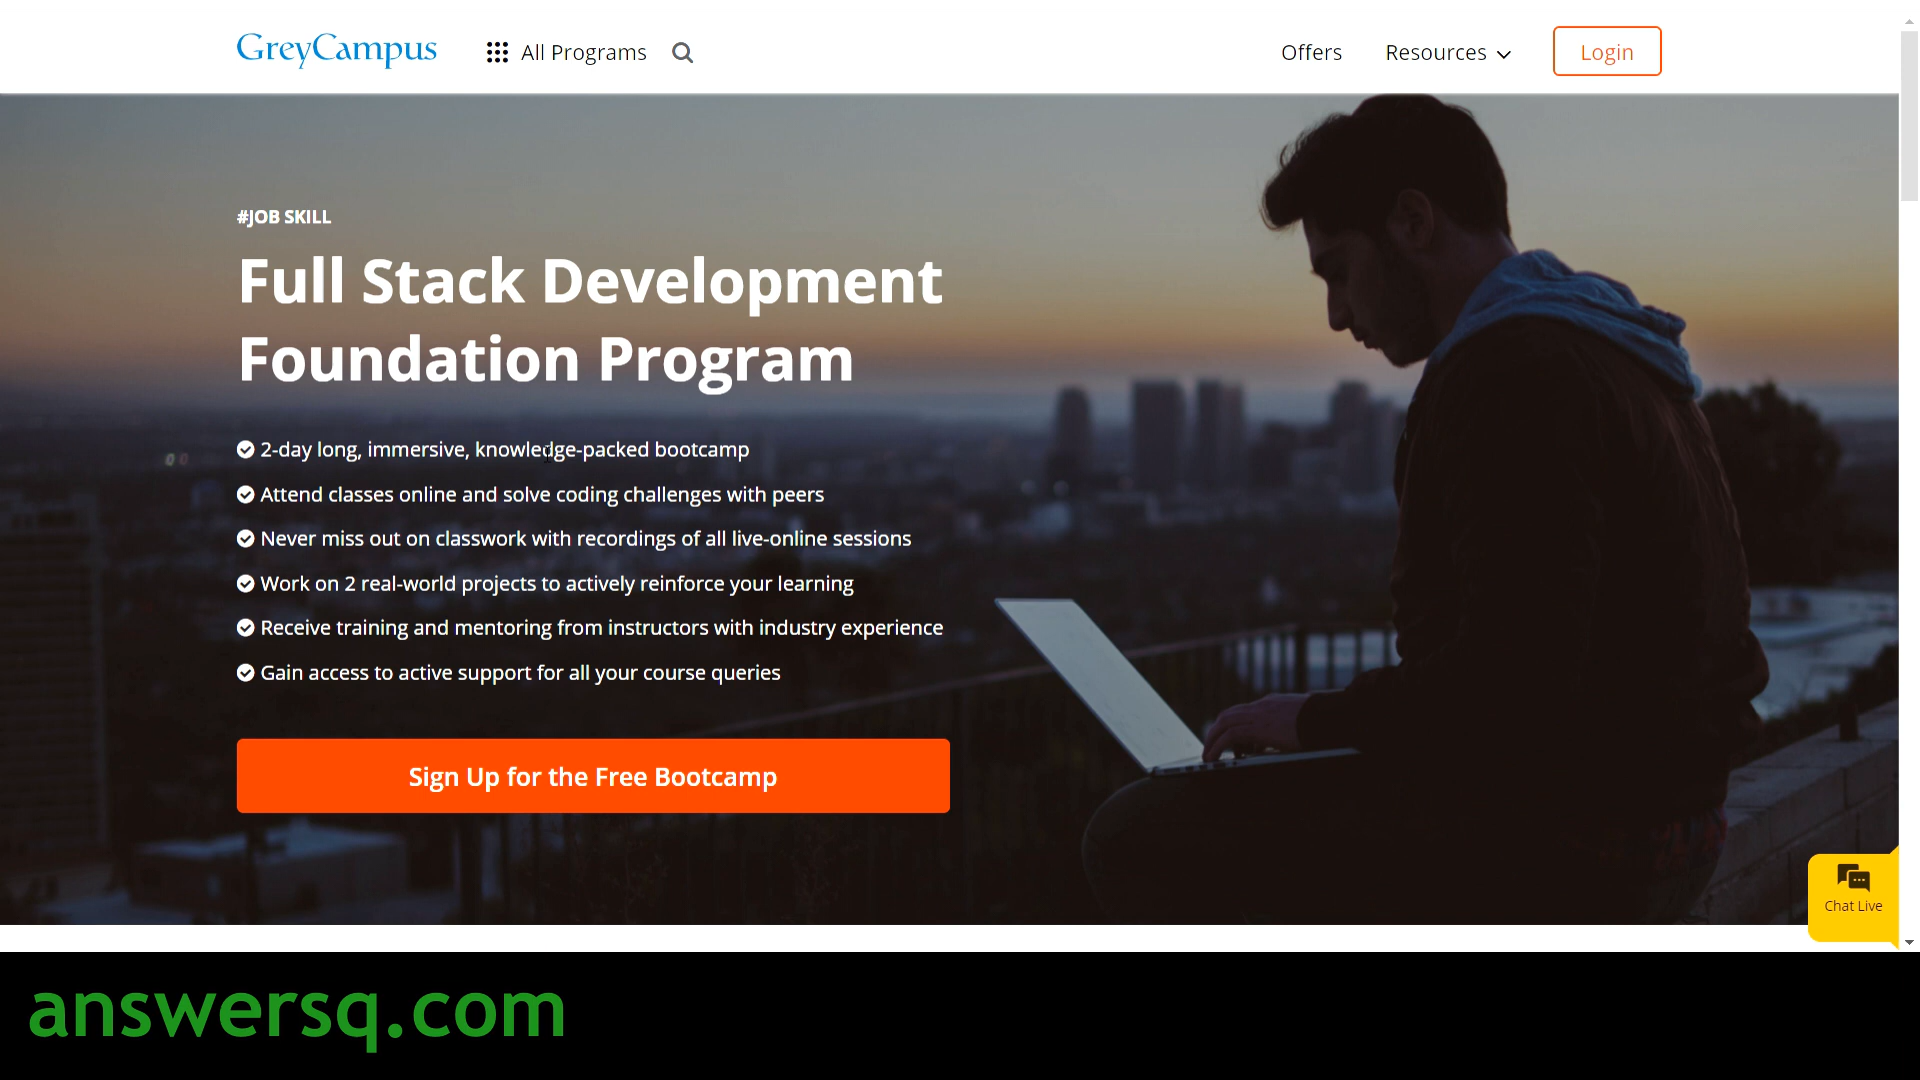 GreyCampus
All Programs
Offers
Resources
Login
#JOB SKILL
Full Stack Development
Foundation Program
2-day long, immersive, knowledge-packed bootcamp
Attend classes online and solve coding challenges with peers
Never miss out on classwork with recordings of all live-online sessions
Work on 2 real-world projects to actively reinforce your learning
Receive training and mentoring from instructors with industry experience
Gain access to active support for all your course queries
Sign Up for the Free Bootcamp
Chat Live
answersq.com